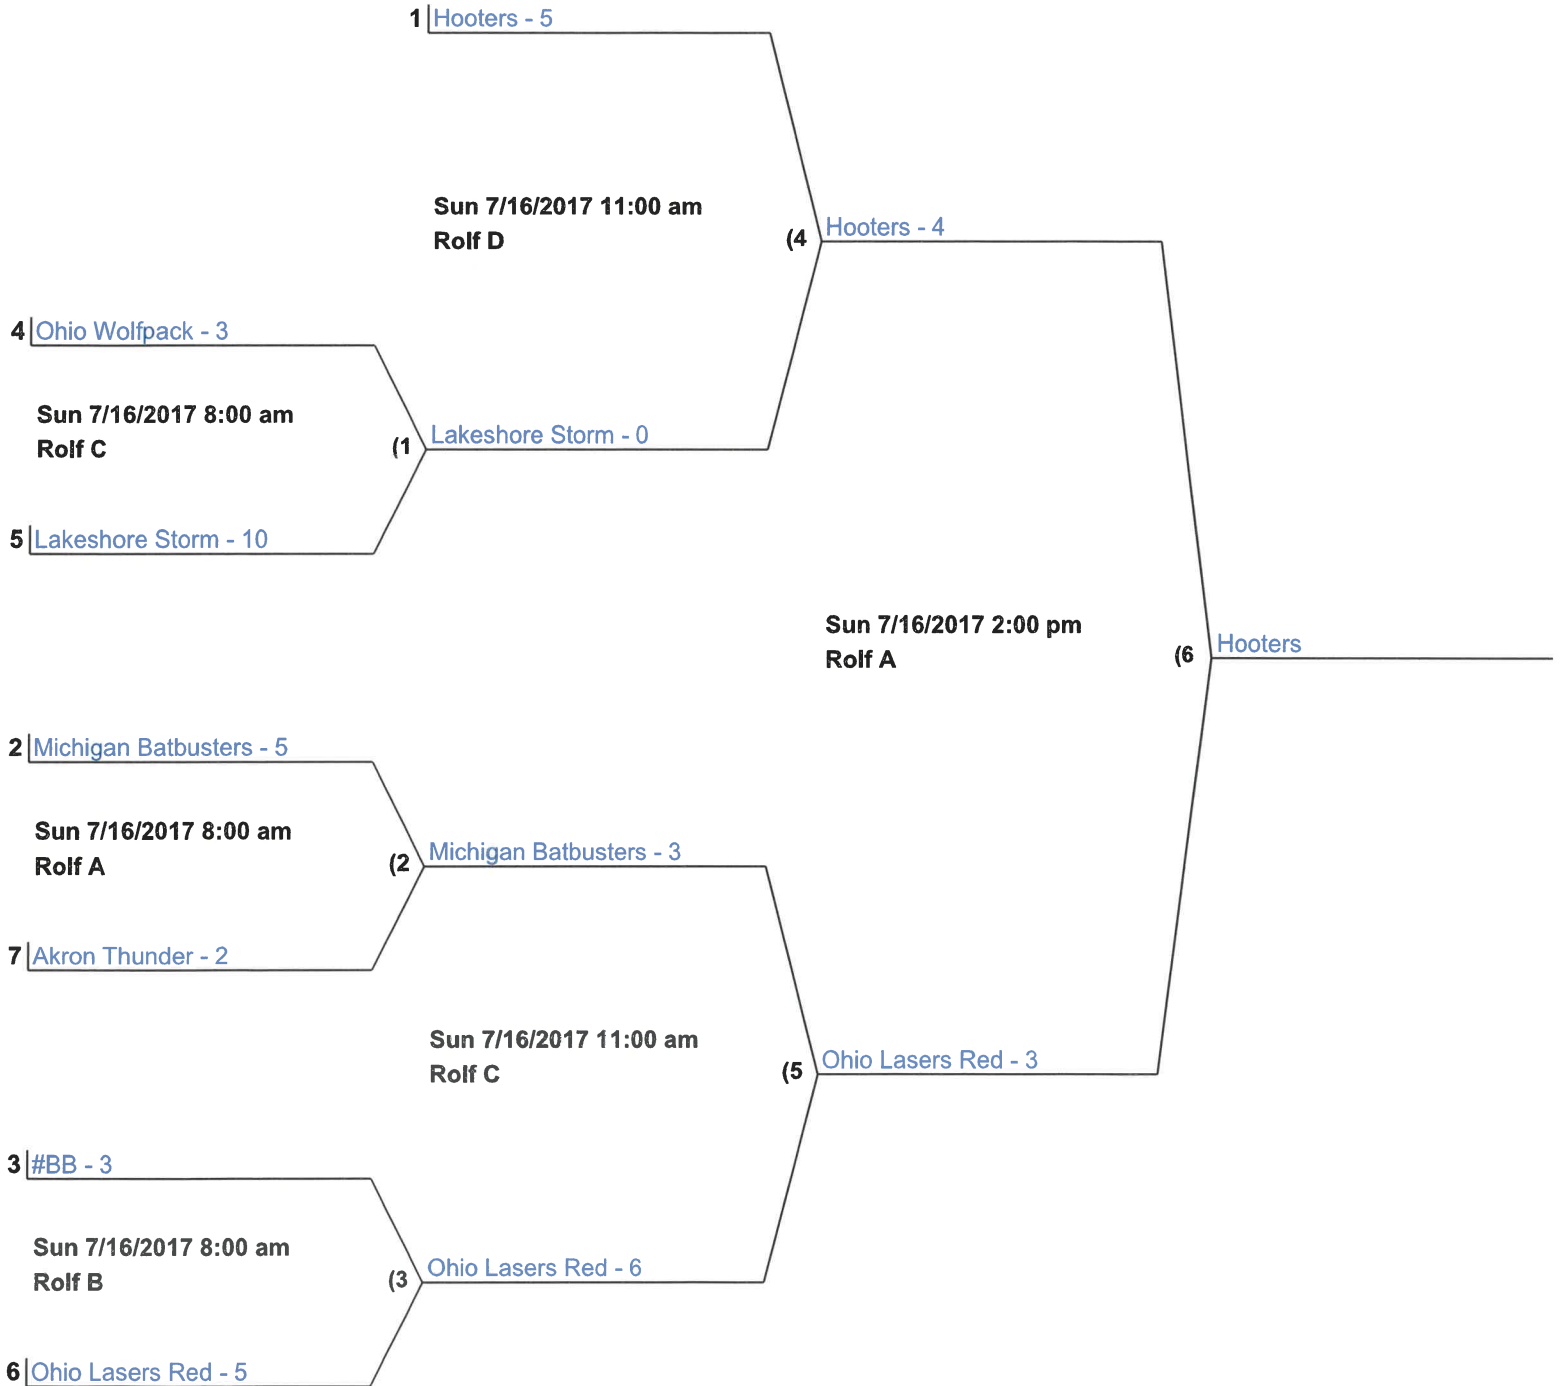 1 Hooters - 5
Sun 7/16/2017 11:00 am
Rolf D
(4 Hooters - 4
4 Ohio Wolfpack - 3
Sun 7/16/2017 8:00 am
Rolf C
(1 Lakeshore Storm - 0
5 Lakeshore Storm - 10
Sun 7/16/2017 2:00 pm
Rolf A
(6 Hooters
2 Michigan Batbusters - 5
Sun 7/16/2017 8:00 am
Rolf A
(2 Michigan Batbusters - 3
7 Akron Thunder - 2
Sun 7/16/2017 11:00 am
Rolf C
(5 Ohio Lasers Red - 3
3 #BB - 3
Sun 7/16/2017 8:00 am
Rolf B
(3 Ohio Lasers Red - 6
6 Ohio Lasers Red - 5